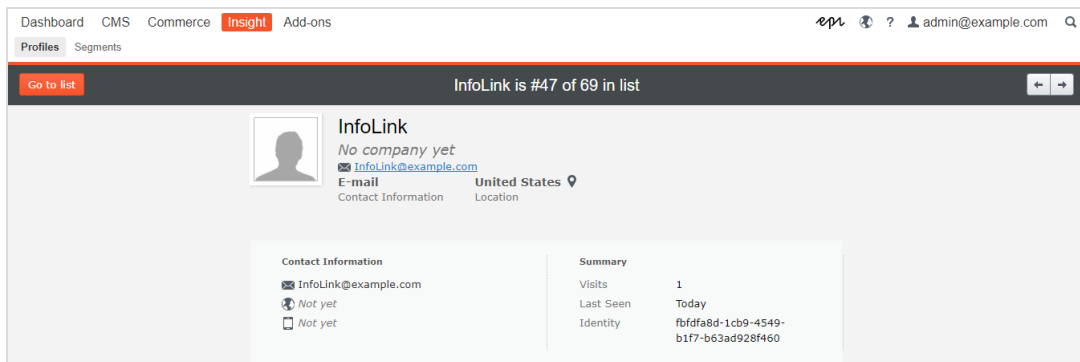 Dashboard CMS Commerce Insight Add-ons epi ? admin@example.com
Profiles Segments
Go to list InfoLink is #47 of 69 in list
InfoLink
No company yet
InfoLink@example.com
E-mail United States
Contact Information Location
Contact Information Summary
InfoLink@example.com Visits 1
Not yet Last Seen Today
Not yet Identity fbfdfa8d-1cb9-4549-
b1f7-b63ad928f460